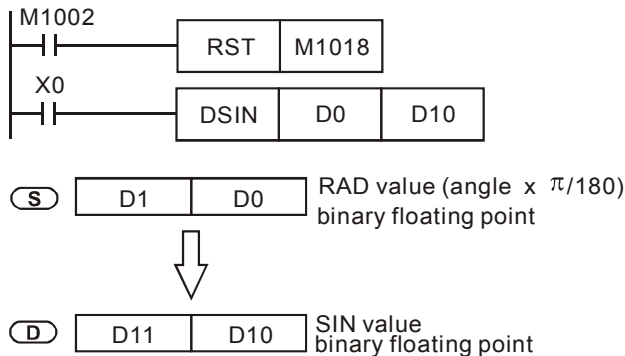 M1002
RST M1018
X0
DSIN D0 D10
S D1 D0 RAD value (angle x π/180)
binary floating point
D D11 D10 SIN value
binary floating point